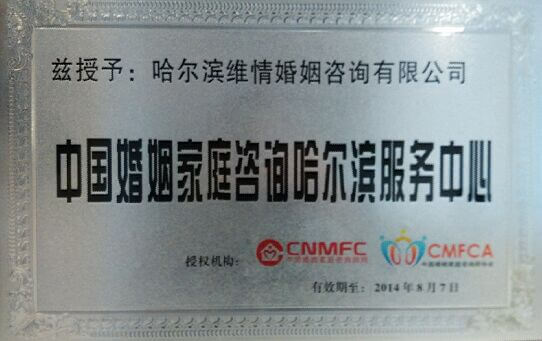 兹授予：哈尔滨维情婚姻咨询有限公司
中国婚姻家庭咨询哈尔滨服务中心
授权机构： CNMFC CMFCA
有效期至：2014年8月7日